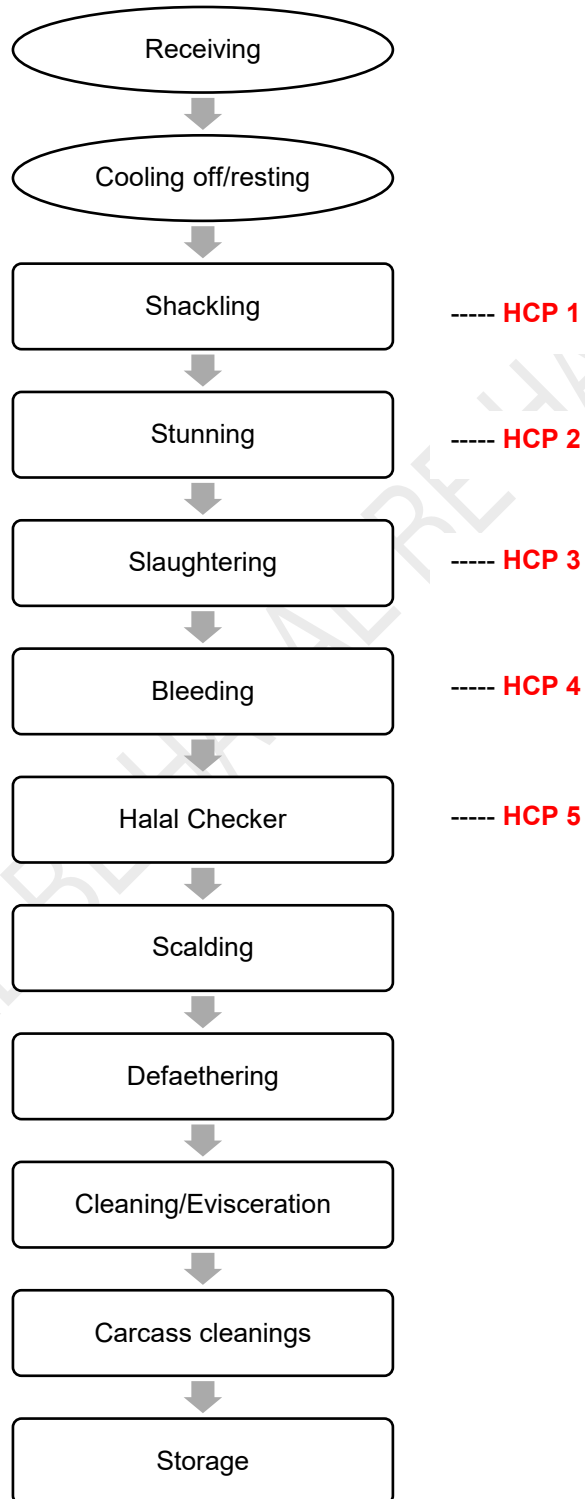 Receiving
Cooling off/resting
Shackling
----- HCP 1
Stunning
----- HCP 2
Slaughtering
----- HCP 3
Bleeding
----- HCP 4
Halal Checker
----- HCP 5
Scalding
Defaethering
Cleaning/Evisceration
Carcass cleanings
Storage